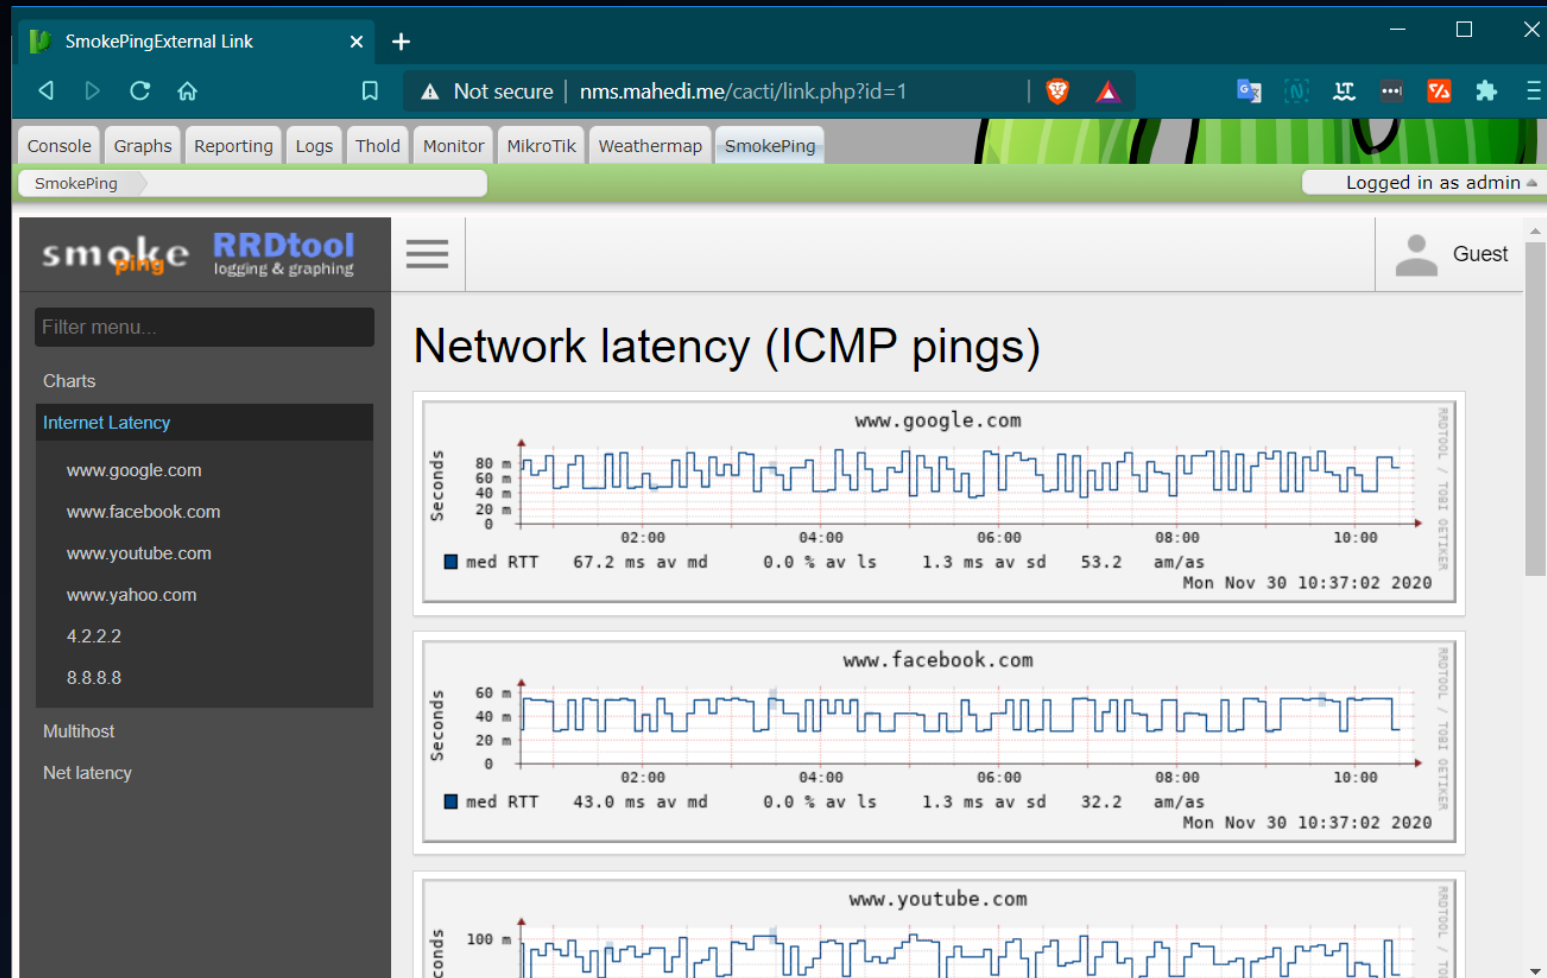 SmokePingExternal Link
Not secure | nms.mahedi.me/cacti/link.php?id=1
Console Graphs Reporting Logs Thold Monitor MikroTik Weathermap SmokePing
SmokePing
Logged in as admin
smoke ping
RRDtool
logging & graphing
Guest
Filter menu...
Charts
Internet Latency
www.google.com
www.facebook.com
www.youtube.com
www.yahoo.com
4.2.2.2
8.8.8.8
Multihost
Net latency
Network latency (ICMP pings)
www.google.com
RRDTOOL / TOBI OETIKER
Seconds
80 m
60 m
40 m
20 m
0
02:00 04:00 06:00 08:00 10:00
med RTT 67.2 ms av md 0.0 % av ls 1.3 ms av sd 53.2 am/as
Mon Nov 30 10:37:02 2020
www.facebook.com
RRDTOOL / TOBI OETIKER
Seconds
60 m
40 m
20 m
0
02:00 04:00 06:00 08:00 10:00
med RTT 43.0 ms av md 0.0 % av ls 1.3 ms av sd 32.2 am/as
Mon Nov 30 10:37:02 2020
www.youtube.com
RRDTOOL / TO
conds
100 m